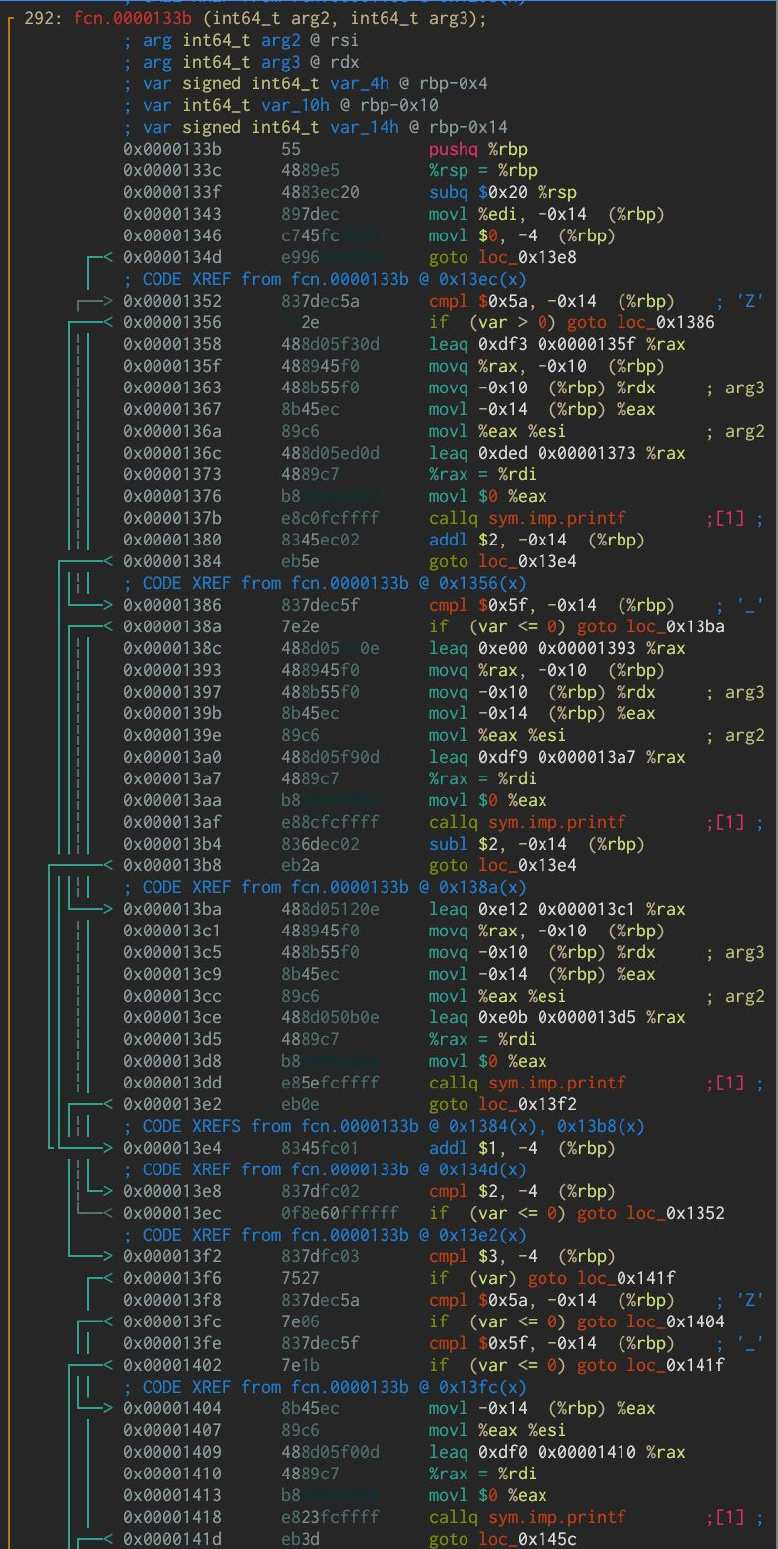 292: fcn.0000133b (int64_t arg2, int64_t arg3);
; arg int64_t arg2 @ rsi
; arg int64_t arg3 @ rdx
; var signed int64_t var_4h @ rbp-0x4
; var int64_t var_10h @ rbp-0x10
; var signed int64_t var_14h @ rbp-0x14
0x0000133b 55 pushq %rbp
0x0000133c 4889e5 %rsp = %rbp
0x0000133f 4883ec20 subq $0x20 %rsp
0x00001343 897dec movl %edi, -0x14 (%rbp)
0x00001346 c745fc movl $0, -4 (%rbp)
0x0000134d e996 goto loc_0x13e8
; CODE XREF from fcn.0000133b @ 0x13ec(x)
0x00001352 837dec5a cmpl $0x5a, -0x14 (%rbp) ; 'Z'
0x00001356 2e if (var > 0) goto loc_0x1386
0x00001358 488d05f30d leaq 0xdf3 0x0000135f %rax
0x0000135f 488945f0 movq %rax, -0x10 (%rbp)
0x00001363 488b55f0 movq -0x10 (%rbp) %rdx ; arg3
0x00001367 8b45ec movl -0x14 (%rbp) %eax
0x0000136a 89c6 movl %eax %esi ; arg2
0x0000136c 488d05ed0d leaq 0xded 0x00001373 %rax
0x00001373 4889c7 %rax = %rdi
0x00001376 b8 movl $0 %eax
0x0000137b e8c0fcffff callq sym.imp.printf ;[1] ;
0x00001380 8345ec02 addl $2, -0x14 (%rbp)
0x00001384 eb5e goto loc_0x13e4
; CODE XREF from fcn.0000133b @ 0x1356(x)
0x00001386 837dec5f cmpl $0x5f, -0x14 (%rbp) ; '_'
0x0000138a 7e2e if (var <= 0) goto loc_0x13ba
0x0000138c 488d05 0e leaq 0xe00 0x00001393 %rax
0x00001393 488945f0 movq %rax, -0x10 (%rbp)
0x00001397 488b55f0 movq -0x10 (%rbp) %rdx ; arg3
0x0000139b 8b45ec movl -0x14 (%rbp) %eax
0x0000139e 89c6 movl %eax %esi ; arg2
0x000013a0 488d05f90d leaq 0xdf9 0x000013a7 %rax
0x000013a7 4889c7 %rax = %rdi
0x000013aa b8 movl $0 %eax
0x000013af e88cfcffff callq sym.imp.printf ;[1] ;
0x000013b4 836dec02 subl $2, -0x14 (%rbp)
0x000013b8 eb2a goto loc_0x13e4
; CODE XREF from fcn.0000133b @ 0x138a(x)
0x000013ba 488d05120e leaq 0xe12 0x000013c1 %rax
0x000013c1 488945f0 movq %rax, -0x10 (%rbp)
0x000013c5 488b55f0 movq -0x10 (%rbp) %rdx ; arg3
0x000013c9 8b45ec movl -0x14 (%rbp) %eax
0x000013cc 89c6 movl %eax %esi ; arg2
0x000013ce 488d050b0e leaq 0xe0b 0x000013d5 %rax
0x000013d5 4889c7 %rax = %rdi
0x000013d8 b8 movl $0 %eax
0x000013dd e85efcffff callq sym.imp.printf ;[1] ;
0x000013e2 eb0e goto loc_0x13f2
; CODE XREFS from fcn.0000133b @ 0x1384(x), 0x13b8(x)
0x000013e4 8345fc01 addl $1, -4 (%rbp)
; CODE XREF from fcn.0000133b @ 0x134d(x)
0x000013e8 837dfc02 cmpl $2, -4 (%rbp)
0x000013ec 0f8e60ffffff if (var <= 0) goto loc_0x1352
; CODE XREF from fcn.0000133b @ 0x13e2(x)
0x000013f2 837dfc03 cmpl $3, -4 (%rbp)
0x000013f6 7527 if (var) goto loc_0x141f
0x000013f8 837dec5a cmpl $0x5a, -0x14 (%rbp) ; 'Z'
0x000013fc 7e06 if (var <= 0) goto loc_0x1404
0x000013fe 837dec5f cmpl $0x5f, -0x14 (%rbp) ; '_'
0x00001402 7e1b if (var <= 0) goto loc_0x141f
; CODE XREF from fcn.0000133b @ 0x13fc(x)
0x00001404 8b45ec movl -0x14 (%rbp) %eax
0x00001407 89c6 movl %eax %esi
0x00001409 488d05f00d leaq 0xdf0 0x00001410 %rax
0x00001410 4889c7 %rax = %rdi
0x00001413 b8 movl $0 %eax
0x00001418 e823fcffff callq sym.imp.printf ;[1] ;
0x0000141d eb3d goto loc_0x145c